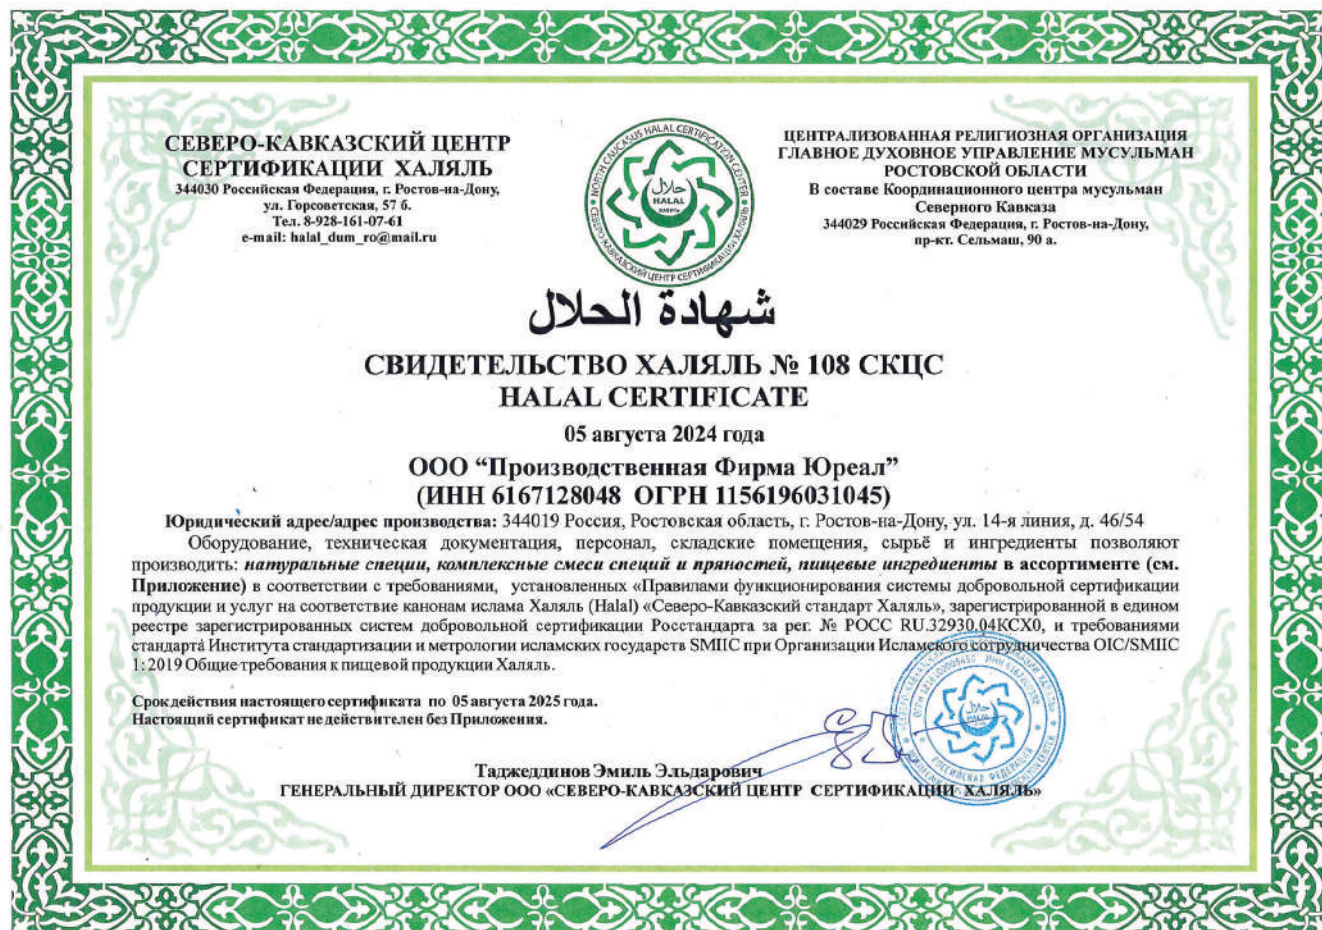 СЕВЕРО-КАВКАЗСКИЙ ЦЕНТР
СЕРТИФИКАЦИИ ХАЛЯЛЬ
344030 Российская Федерация, г. Ростов-на-Дону,
ул. Горсоветская, 57 б.
Тел. 8-928-161-07-61
e-mail: halal_dum_ro@mail.ru
NORTH CAUCASUS HALAL CERTIFICATION CENTER
حلال
HALAL
ХАЛЯЛЬ
СЕВЕРО-КАВКАЗСКИЙ ЦЕНТР СЕРТИФИКАЦИИ ХАЛЯЛЬ
ЦЕНТРАЛИЗОВАННАЯ РЕЛИГИОЗНАЯ ОРГАНИЗАЦИЯ
ГЛАВНОЕ ДУХОВНОЕ УПРАВЛЕНИЕ МУСУЛЬМАН
РОСТОВСКОЙ ОБЛАСТИ
В составе Координационного центра мусульман
Северного Кавказа
344029 Российская Федерация, г. Ростов-на-Дону,
пр-кт. Сельмаш, 90 а.
شهادة الحلال
СВИДЕТЕЛЬСТВО ХАЛЯЛЬ № 108 СКЦС
HALAL CERTIFICATE
05 августа 2024 года
ООО “Производственная Фирма Юреал”
(ИНН 6167128048 ОГРН 1156196031045)
Юридический адрес/адрес производства: 344019 Россия, Ростовская область, г. Ростов-на-Дону, ул. 14-я линия, д. 46/54
Оборудование, техническая документация, персонал, складские помещения, сырьё и ингредиенты позволяют
производить: натуральные специи, комплексные смеси специй и пряностей, пищевые ингредиенты в ассортименте (см.
Приложение) в соответствии с требованиями, установленных «Правилами функционирования системы добровольной сертификации
продукции и услуг на соответствие канонам ислама Халяль (Halal) «Северо-Кавказский стандарт Халяль», зарегистрированной в едином
реестре зарегистрированных систем добровольной сертификации Росстандарта за рег. № РОСС RU.32930.04КСХ0, и требованиями
стандарта Института стандартизации и метрологии исламских государств SMIIC при Организации Исламского сотрудничества OIC/SMIIC
1: 2019 Общие требования к пищевой продукции Халяль.
Срок действия настоящего сертификата по 05 августа 2025 года.
Настоящий сертификат не действителен без Приложения.
حلال
HALAL
РОССИЙСКАЯ ФЕДЕРАЦИЯ
Таджеддинов Эмиль Эльдарович
ГЕНЕРАЛЬНЫЙ ДИРЕКТОР ООО «СЕВЕРО-КАВКАЗСКИЙ ЦЕНТР СЕРТИФИКАЦИИ ХАЛЯЛЬ»